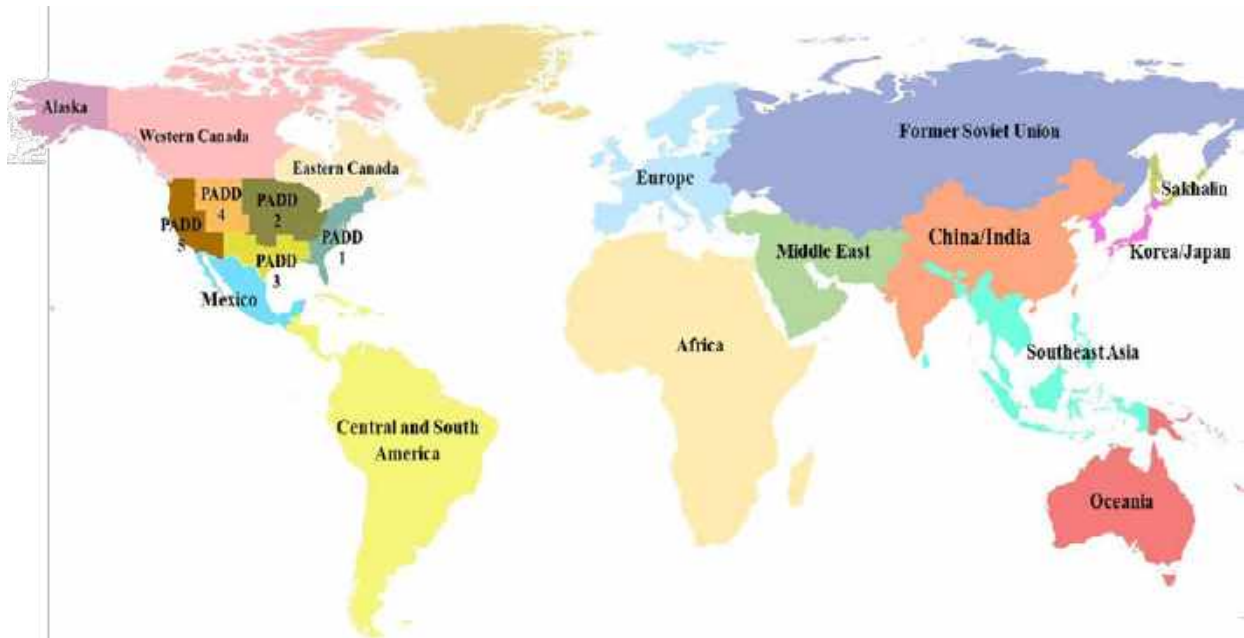 Alaska
Western Canada
Eastern Canada
PADD
4
PADD
2
PADD
5
PADD
1
PADD
3
Mexico
Central and South
America
Europe
Former Soviet Union
Sakhalin
Middle East
China/India
Korea/Japan
Africa
Southeast Asia
Oceania